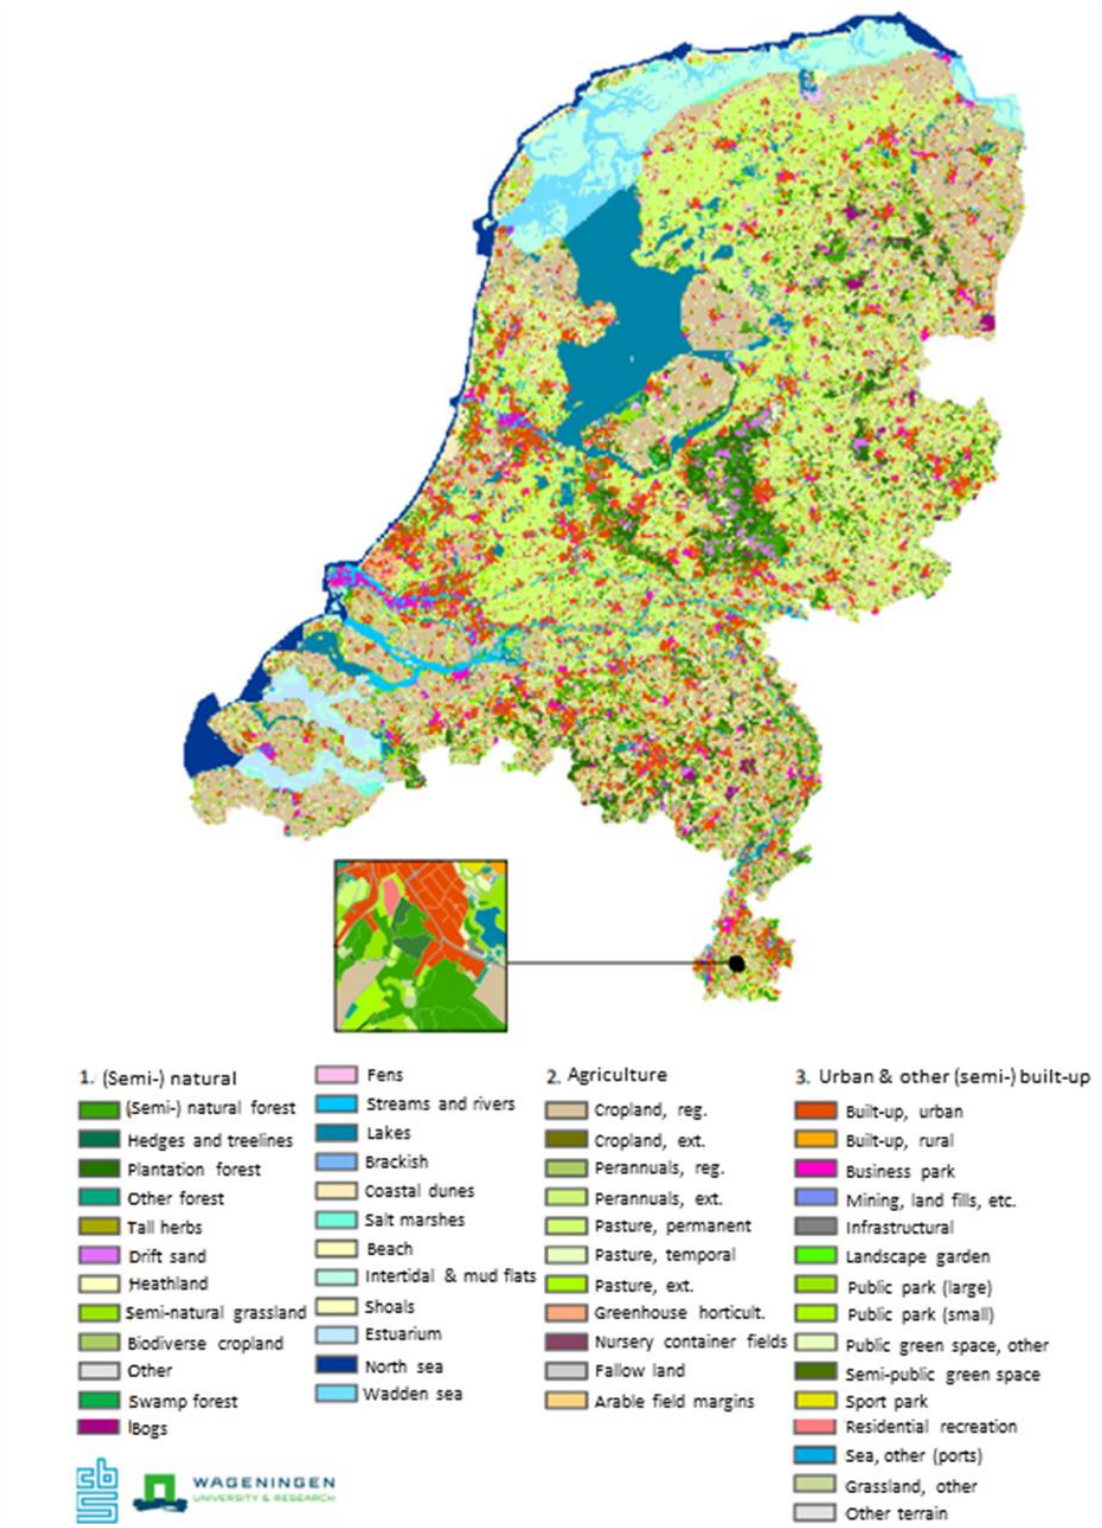 1. (Semi-) natural
(Semi-) natural forest
Hedges and treelines
Plantation forest
Other forest
Tall herbs
Drift sand
Heathland
Semi-natural grassland
Biodiverse cropland
Other
Swamp forest
Bogs
Fens
Streams and rivers
Lakes
Brackish
Coastal dunes
Salt marshes
Beach
Intertidal & mud flats
Shoals
Estuarium
North sea
Wadden sea
2. Agriculture
Cropland, reg.
Cropland, ext.
Perannuals, reg.
Perannuals, ext.
Pasture, permanent
Pasture, temporal
Pasture, ext.
Greenhouse horticult.
Nursery container fields
Fallow land
Arable field margins
3. Urban & other (semi-) built-up
Built-up, urban
Built-up, rural
Business park
Mining, land fills, etc.
Infrastructural
Landscape garden
Public park (large)
Public park (small)
Public green space, other
Semi-public green space
Sport park
Residential recreation
Sea, other (ports)
Grassland, other
Other terrain
cbs
WAGENINGEN
UNIVERSITY & RESEARCH